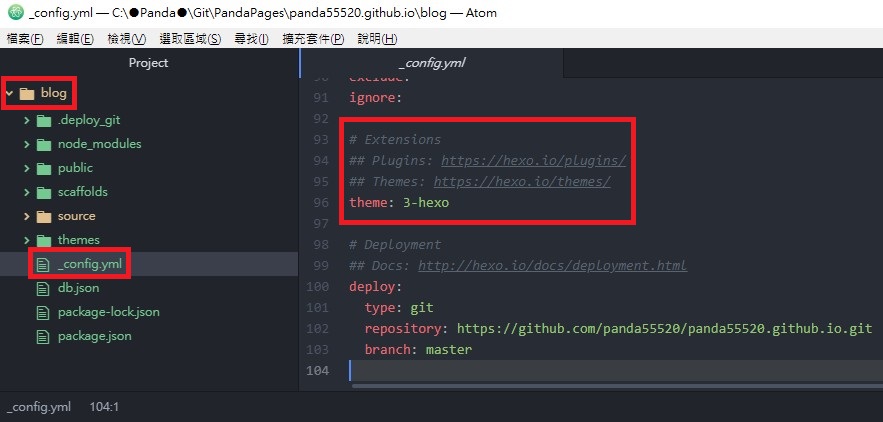 _config.yml — C:\●Panda●\Git\PandaPages\panda55520.github.io\blog — Atom
檔案(F) 編輯(E) 檢視(V) 選取區域(S) 尋找(I) 擴充套件(P) 說明(H)
Project
blog
.deploy_git
node_modules
public
scaffolds
source
themes
_config.yml
db.json
package-lock.json
package.json
_config.yml
90 exclude:
91 ignore:
92
93 # Extensions
94 ## Plugins: https://hexo.io/plugins/
95 ## Themes: https://hexo.io/themes/
96 theme: 3-hexo
97
98 # Deployment
99 ## Docs: http://hexo.io/docs/deployment.html
100 deploy:
101 type: git
102 repository: https://github.com/panda55520/panda55520.github.io.git
103 branch: master
104
_config.yml 104:1